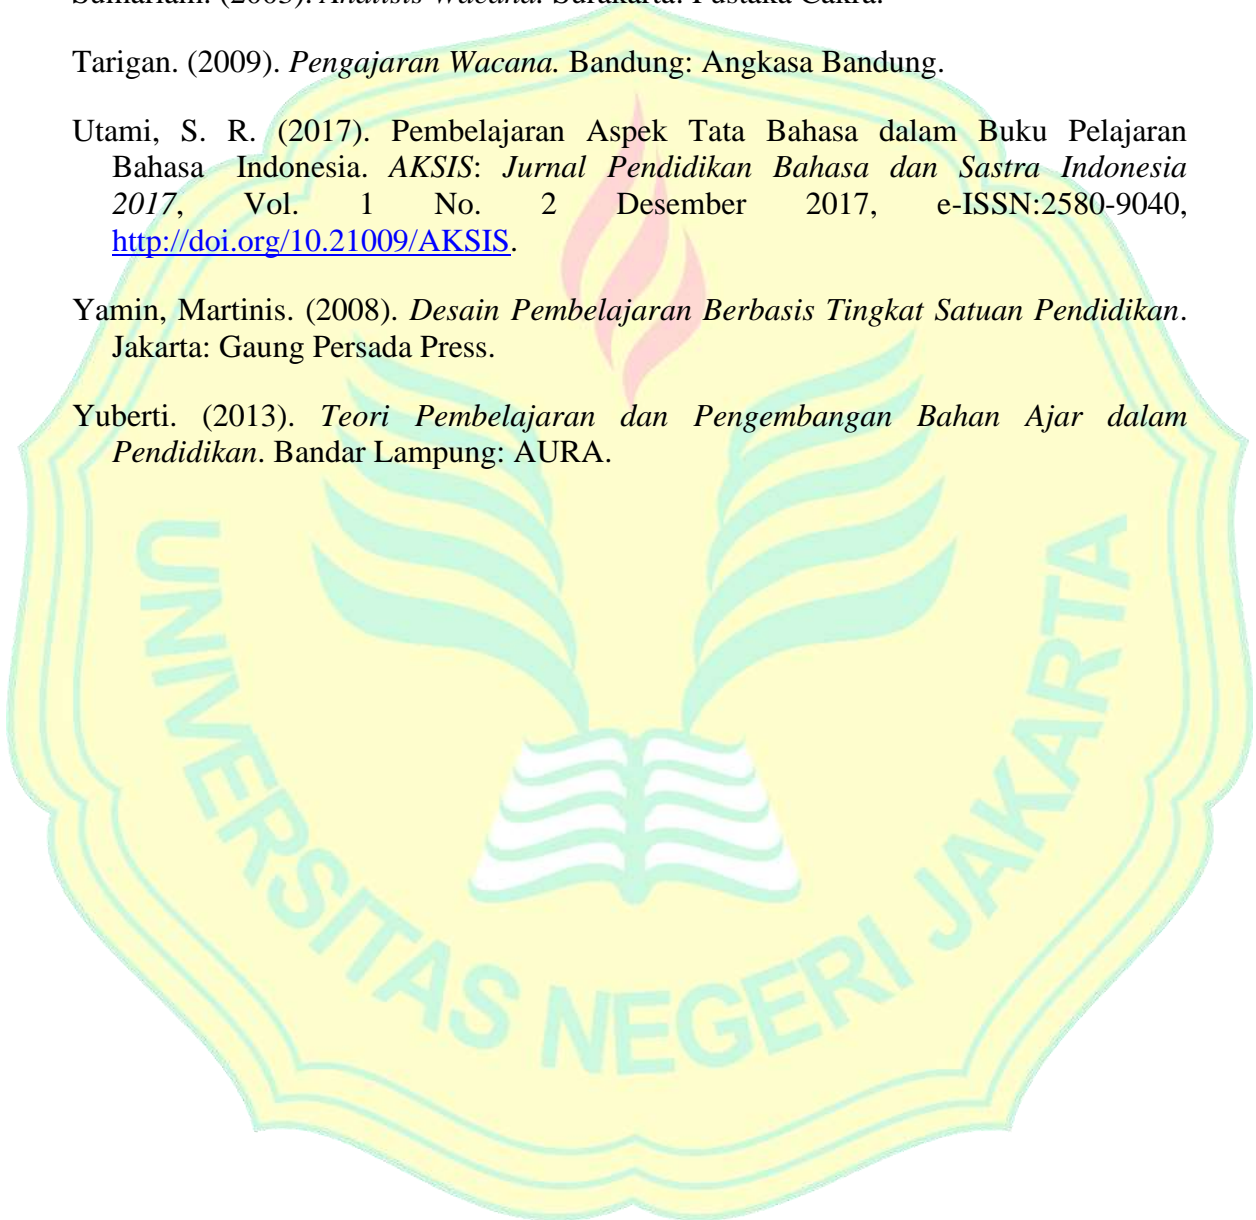 Tarigan. (2009). Pengajaran Wacana. Bandung: Angkasa Bandung.
Utami, S. R. (2017). Pembelajaran Aspek Tata Bahasa dalam Buku Pelajaran
Bahasa Indonesia. AKSIS: Jurnal Pendidikan Bahasa dan Sastra Indonesia
2017, Vol. 1 No. 2 Desember 2017, e-ISSN:2580-9040,
http://doi.org/10.21009/AKSIS.
Yamin, Martinis. (2008). Desain Pembelajaran Berbasis Tingkat Satuan Pendidikan.
Jakarta: Gaung Persada Press.
Yuberti. (2013). Teori Pembelajaran dan Pengembangan Bahan Ajar dalam
Pendidikan. Bandar Lampung: AURA.
UNIVERSITAS NEGERI JAKARTA